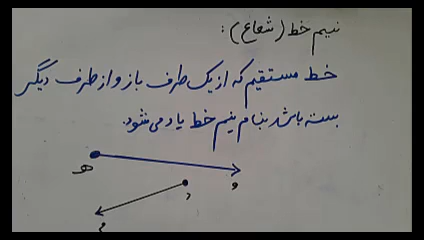 نیم خط (شعاع):
خط مستقیم که از یک طرف باز و از طرف دیگر
بسته باشد بنام نیم خط یاد می شود.
ه و
د
م